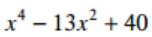 x⁴ − 13x² + 40